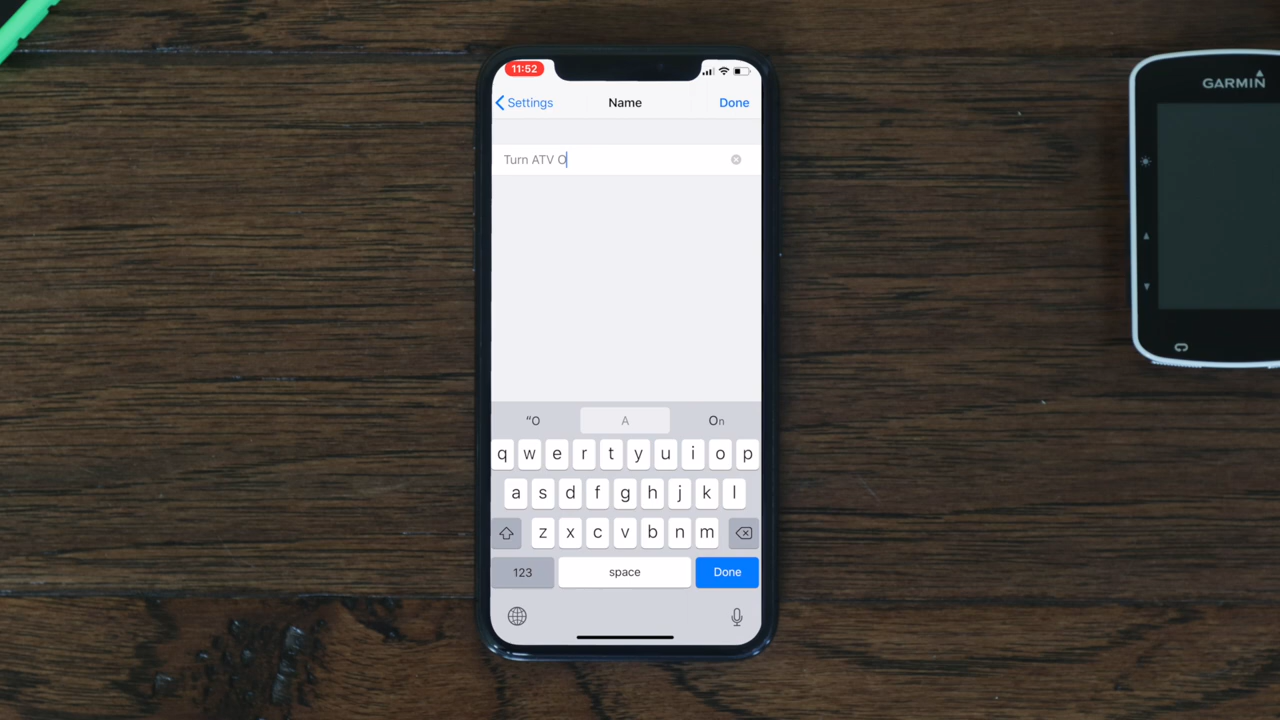 11:52
Settings Name Done
Turn ATV O
“O A On
q w e r t y u i o p
a s d f g h j k l
z x c v b n m
123 space Done
GARMIN